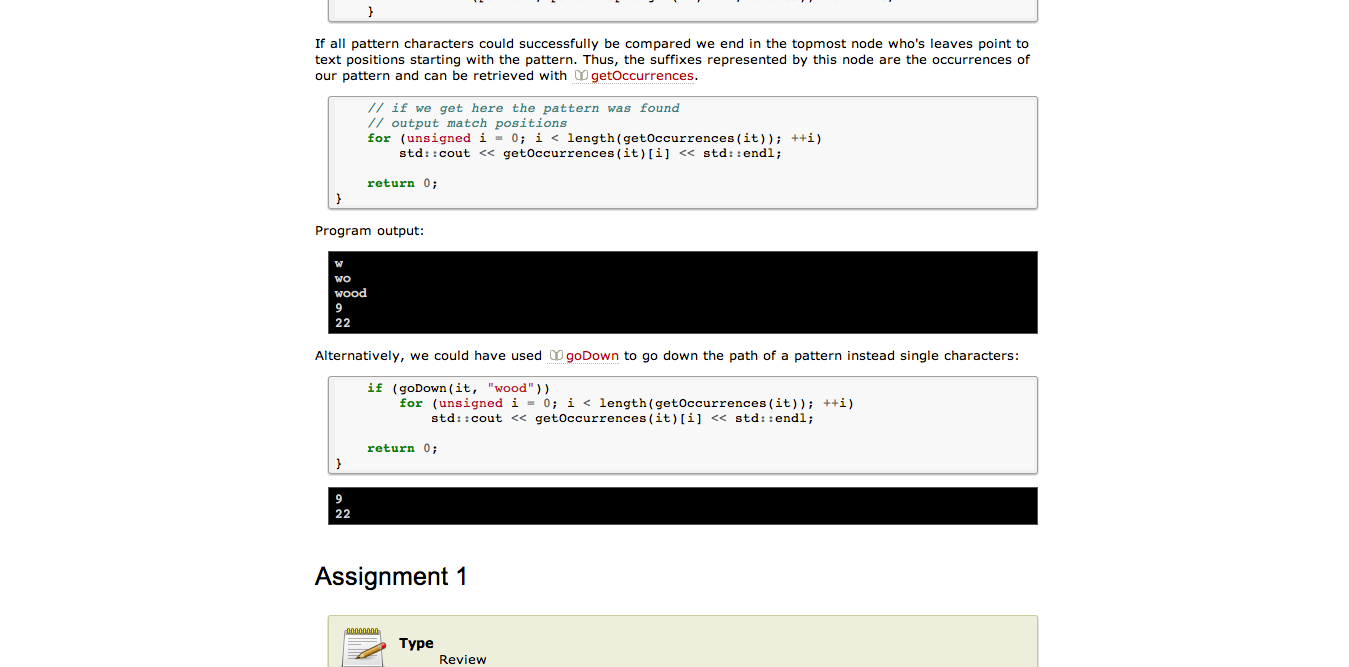 }
If all pattern characters could successfully be compared we end in the topmost node who's leaves point to
text positions starting with the pattern. Thus, the suffixes represented by this node are the occurrences of
our pattern and can be retrieved with getOccurrences.
// if we get here the pattern was found
// output match positions
for (unsigned i = 0; i < length(getOccurrences(it)); ++i)
std::cout << getOccurrences(it)[i] << std::endl;
return 0;
}
Program output:
w
wo
wood
9
22
Alternatively, we could have used goDown to go down the path of a pattern instead single characters:
if (goDown(it, "wood"))
for (unsigned i = 0; i < length(getOccurrences(it)); ++i)
std::cout << getOccurrences(it)[i] << std::endl;
return 0;
}
9
22
Assignment 1
Type
Review